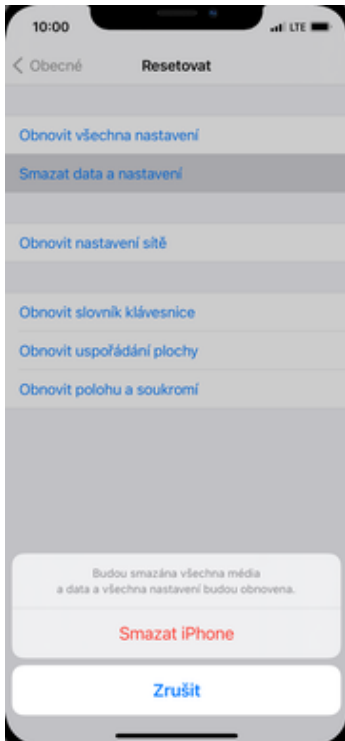 10:00
LTE
Obecné
Resetovat
Obnovit všechna nastavení
Smazat data a nastavení
Obnovit nastavení sítě
Obnovit slovník klávesnice
Obnovit uspořádání plochy
Obnovit polohu a soukromí
Budou smazána všechna média
a data a všechna nastavení budou obnovena.
Smazat iPhone
Zrušit